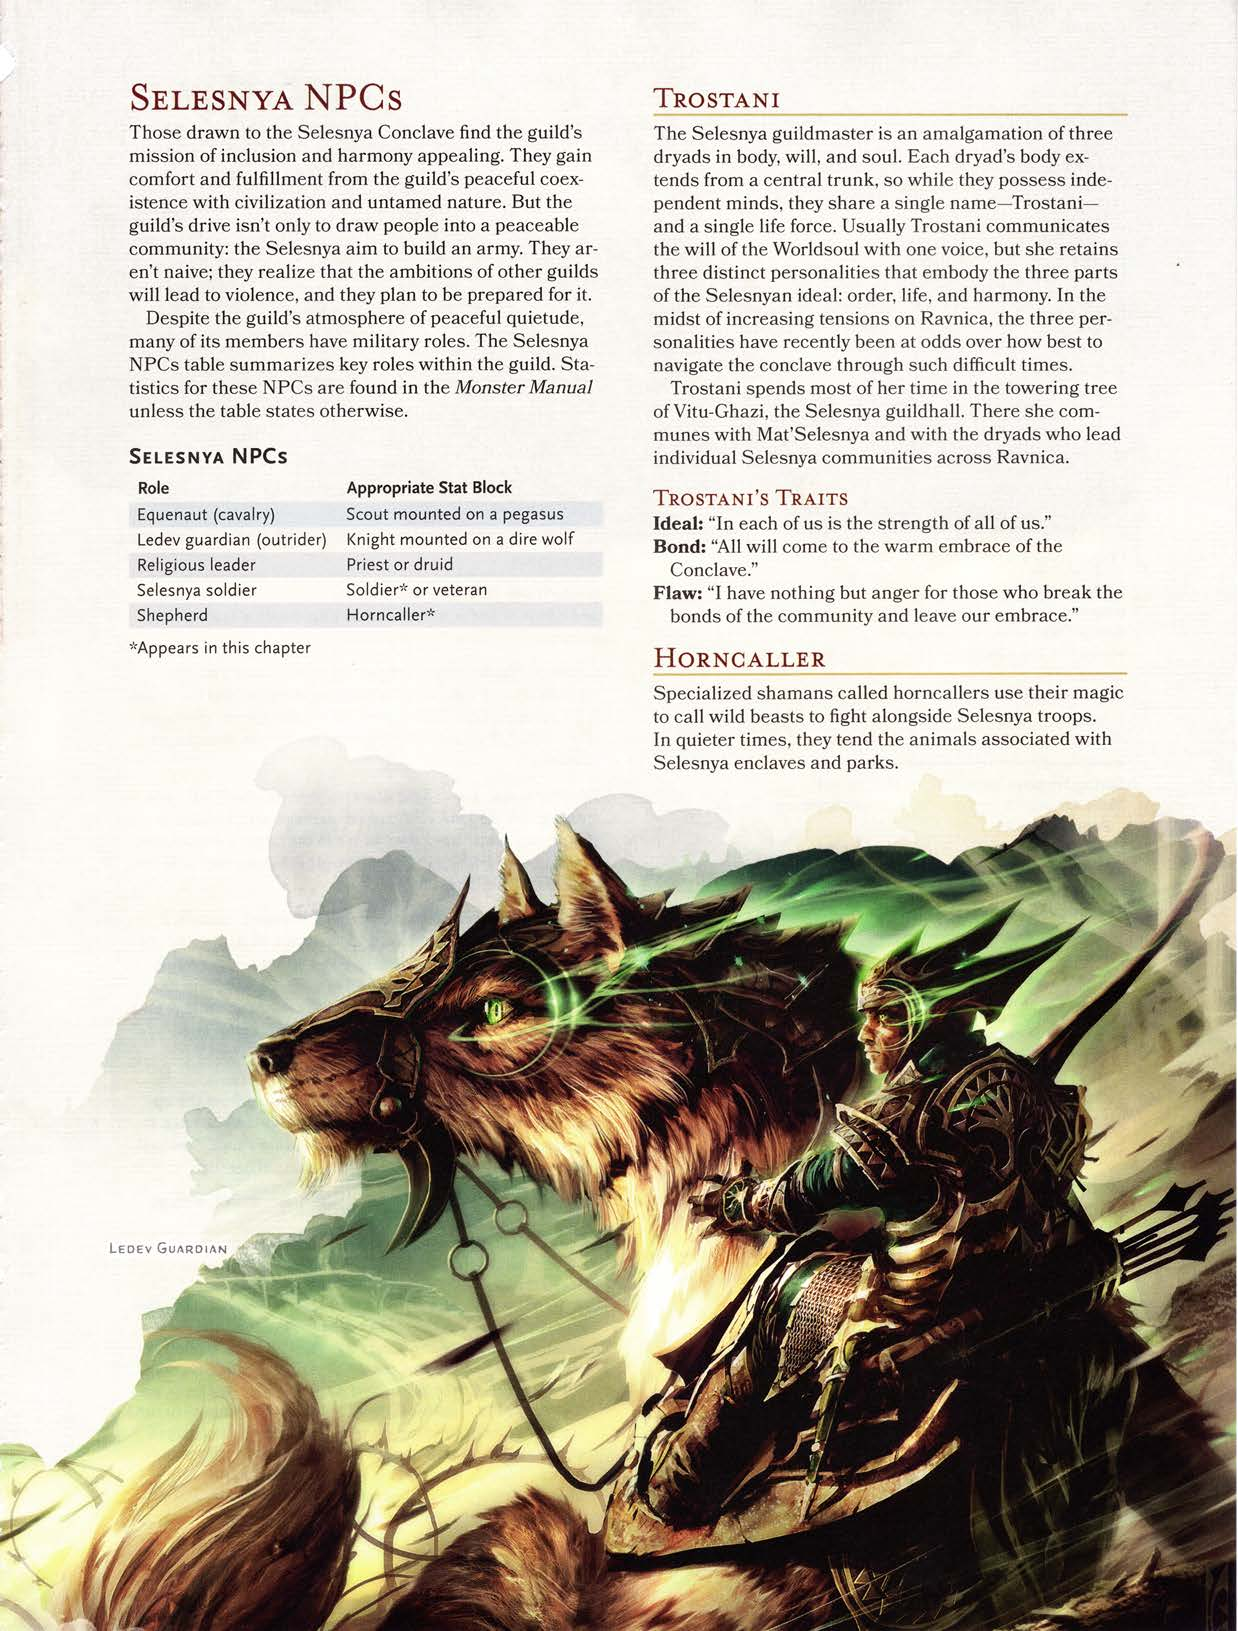 Selesnya NPCs
Those drawn to the Selesnya Conclave find the guild's
mission of inclusion and harmony appealing. They gain
comfort and fulfillment from the guild's peaceful coex-
istence with civilization and untamed nature. But the
guild's drive isn't only to draw people into a peaceable
community: the Selesnya aim to build an army. They ar-
en't naive; they realize that the ambitions of other guilds
will lead to violence, and they plan to be prepared for it.
Despite the guild's atmosphere of peaceful quietude,
many of its members have military roles. The Selesnya
NPCs table summarizes key roles within the guild. Sta-
tistics for these NPCs are found in the Monster Manual
unless the table states otherwise.
Selesnya NPCs
Role Appropriate Stat Block
Equenaut (cavalry) Scout mounted on a pegasus
Ledev guardian (outrider) Knight mounted on a dire wolf
Religious leader Priest or druid
Selesnya soldier Soldier* or veteran
Shepherd Horncaller*
*Appears in this chapter
Trostani
The Selesnya guildmaster is an amalgamation of three
dryads in body, will, and soul. Each dryad's body ex-
tends from a central trunk, so while they possess inde-
pendent minds, they share a single name—Trostani—
and a single life force. Usually Trostani communicates
the will of the Worldsoul with one voice, but she retains
three distinct personalities that embody the three parts
of the Selesnyan ideal: order, life, and harmony. In the
midst of increasing tensions on Ravnica, the three per-
sonalities have recently been at odds over how best to
navigate the conclave through such difficult times.
Trostani spends most of her time in the towering tree
of Vitu-Ghazi, the Selesnya guildhall. There she com-
munes with Mat'Selesnya and with the dryads who lead
individual Selesnya communities across Ravnica.
Trostani's Traits
Ideal: "In each of us is the strength of all of us."
Bond: "All will come to the warm embrace of the
Conclave."
Flaw: "I have nothing but anger for those who break the
bonds of the community and leave our embrace."
Horncaller
Specialized shamans called horncallers use their magic
to call wild beasts to fight alongside Selesnya troops.
In quieter times, they tend the animals associated with
Selesnya enclaves and parks.
Ledev Guardian